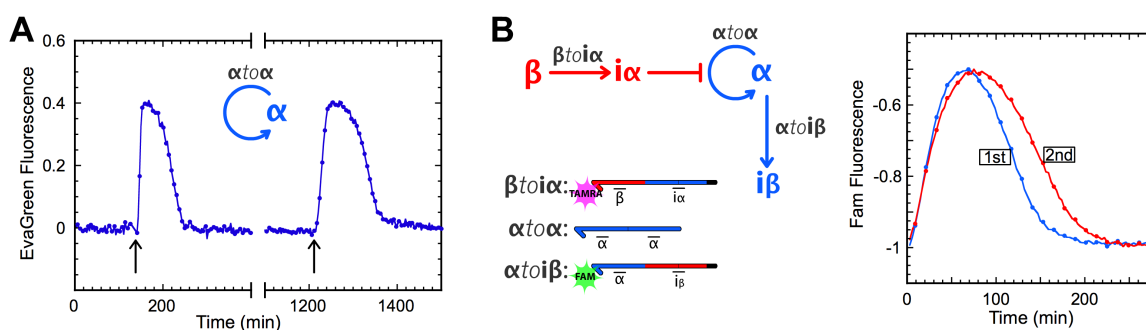 A
EvaGreen Fluorescence
0.6
0.4
0.2
0
0
200
1200
1400
Time (min)
αtoα
α
B
β
βtoiα
iα
αtoα
α
αtoiβ
iβ
βtoiα:
TAMRA
β
iα
αtoα:
α
α
αtoiβ:
FAM
α
iβ
Fam Fluorescence
-0.6
-0.8
-1
0
100
200
Time (min)
1st
2nd